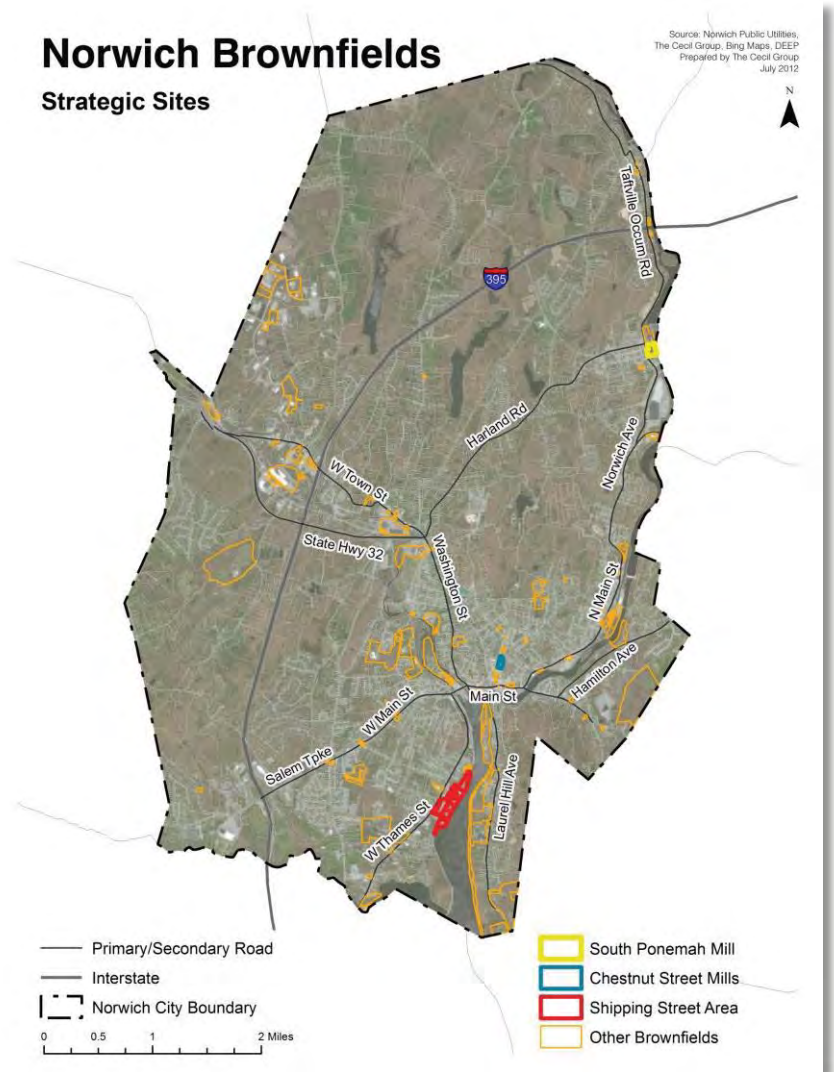 Norwich Brownfields
Strategic Sites
Source: Norwich Public Utilities,
The Cecil Group, Bing Maps, DEEP
Prepared by The Cecil Group
July 2012
N
Taftville Occum Rd
395
Harland Rd
Norwich Ave
W Town St
State Hwy 32
Washington St
N Main St
Hamilton Ave
Main St
W Main St
Salem Tpke
Laurel Hill Ave
W Thames St
Primary/Secondary Road
Interstate
Norwich City Boundary
0 0.5 1 2 Miles
South Ponemah Mill
Chestnut Street Mills
Shipping Street Area
Other Brownfields